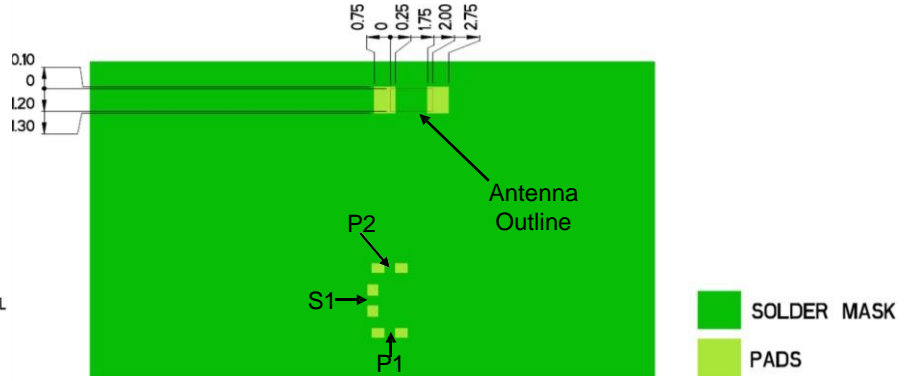 0.75
0
0.25
1.75
2.00
2.75
0.10
0
1.20
1.30
Antenna
Outline
P2
S1
P1
L
SOLDER MASK
PADS